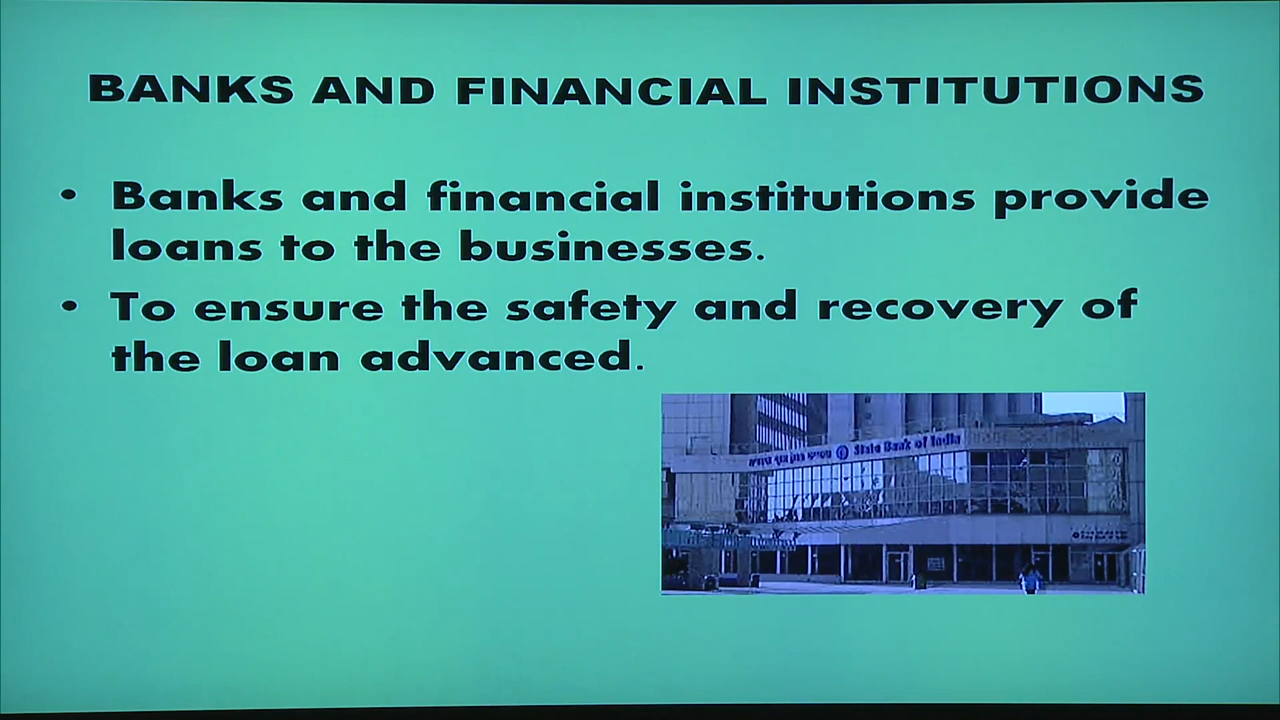 BANKS AND FINANCIAL INSTITUTIONS
• Banks and financial institutions provide
loans to the businesses.
• To ensure the safety and recovery of
the loan advanced.
State Bank of India